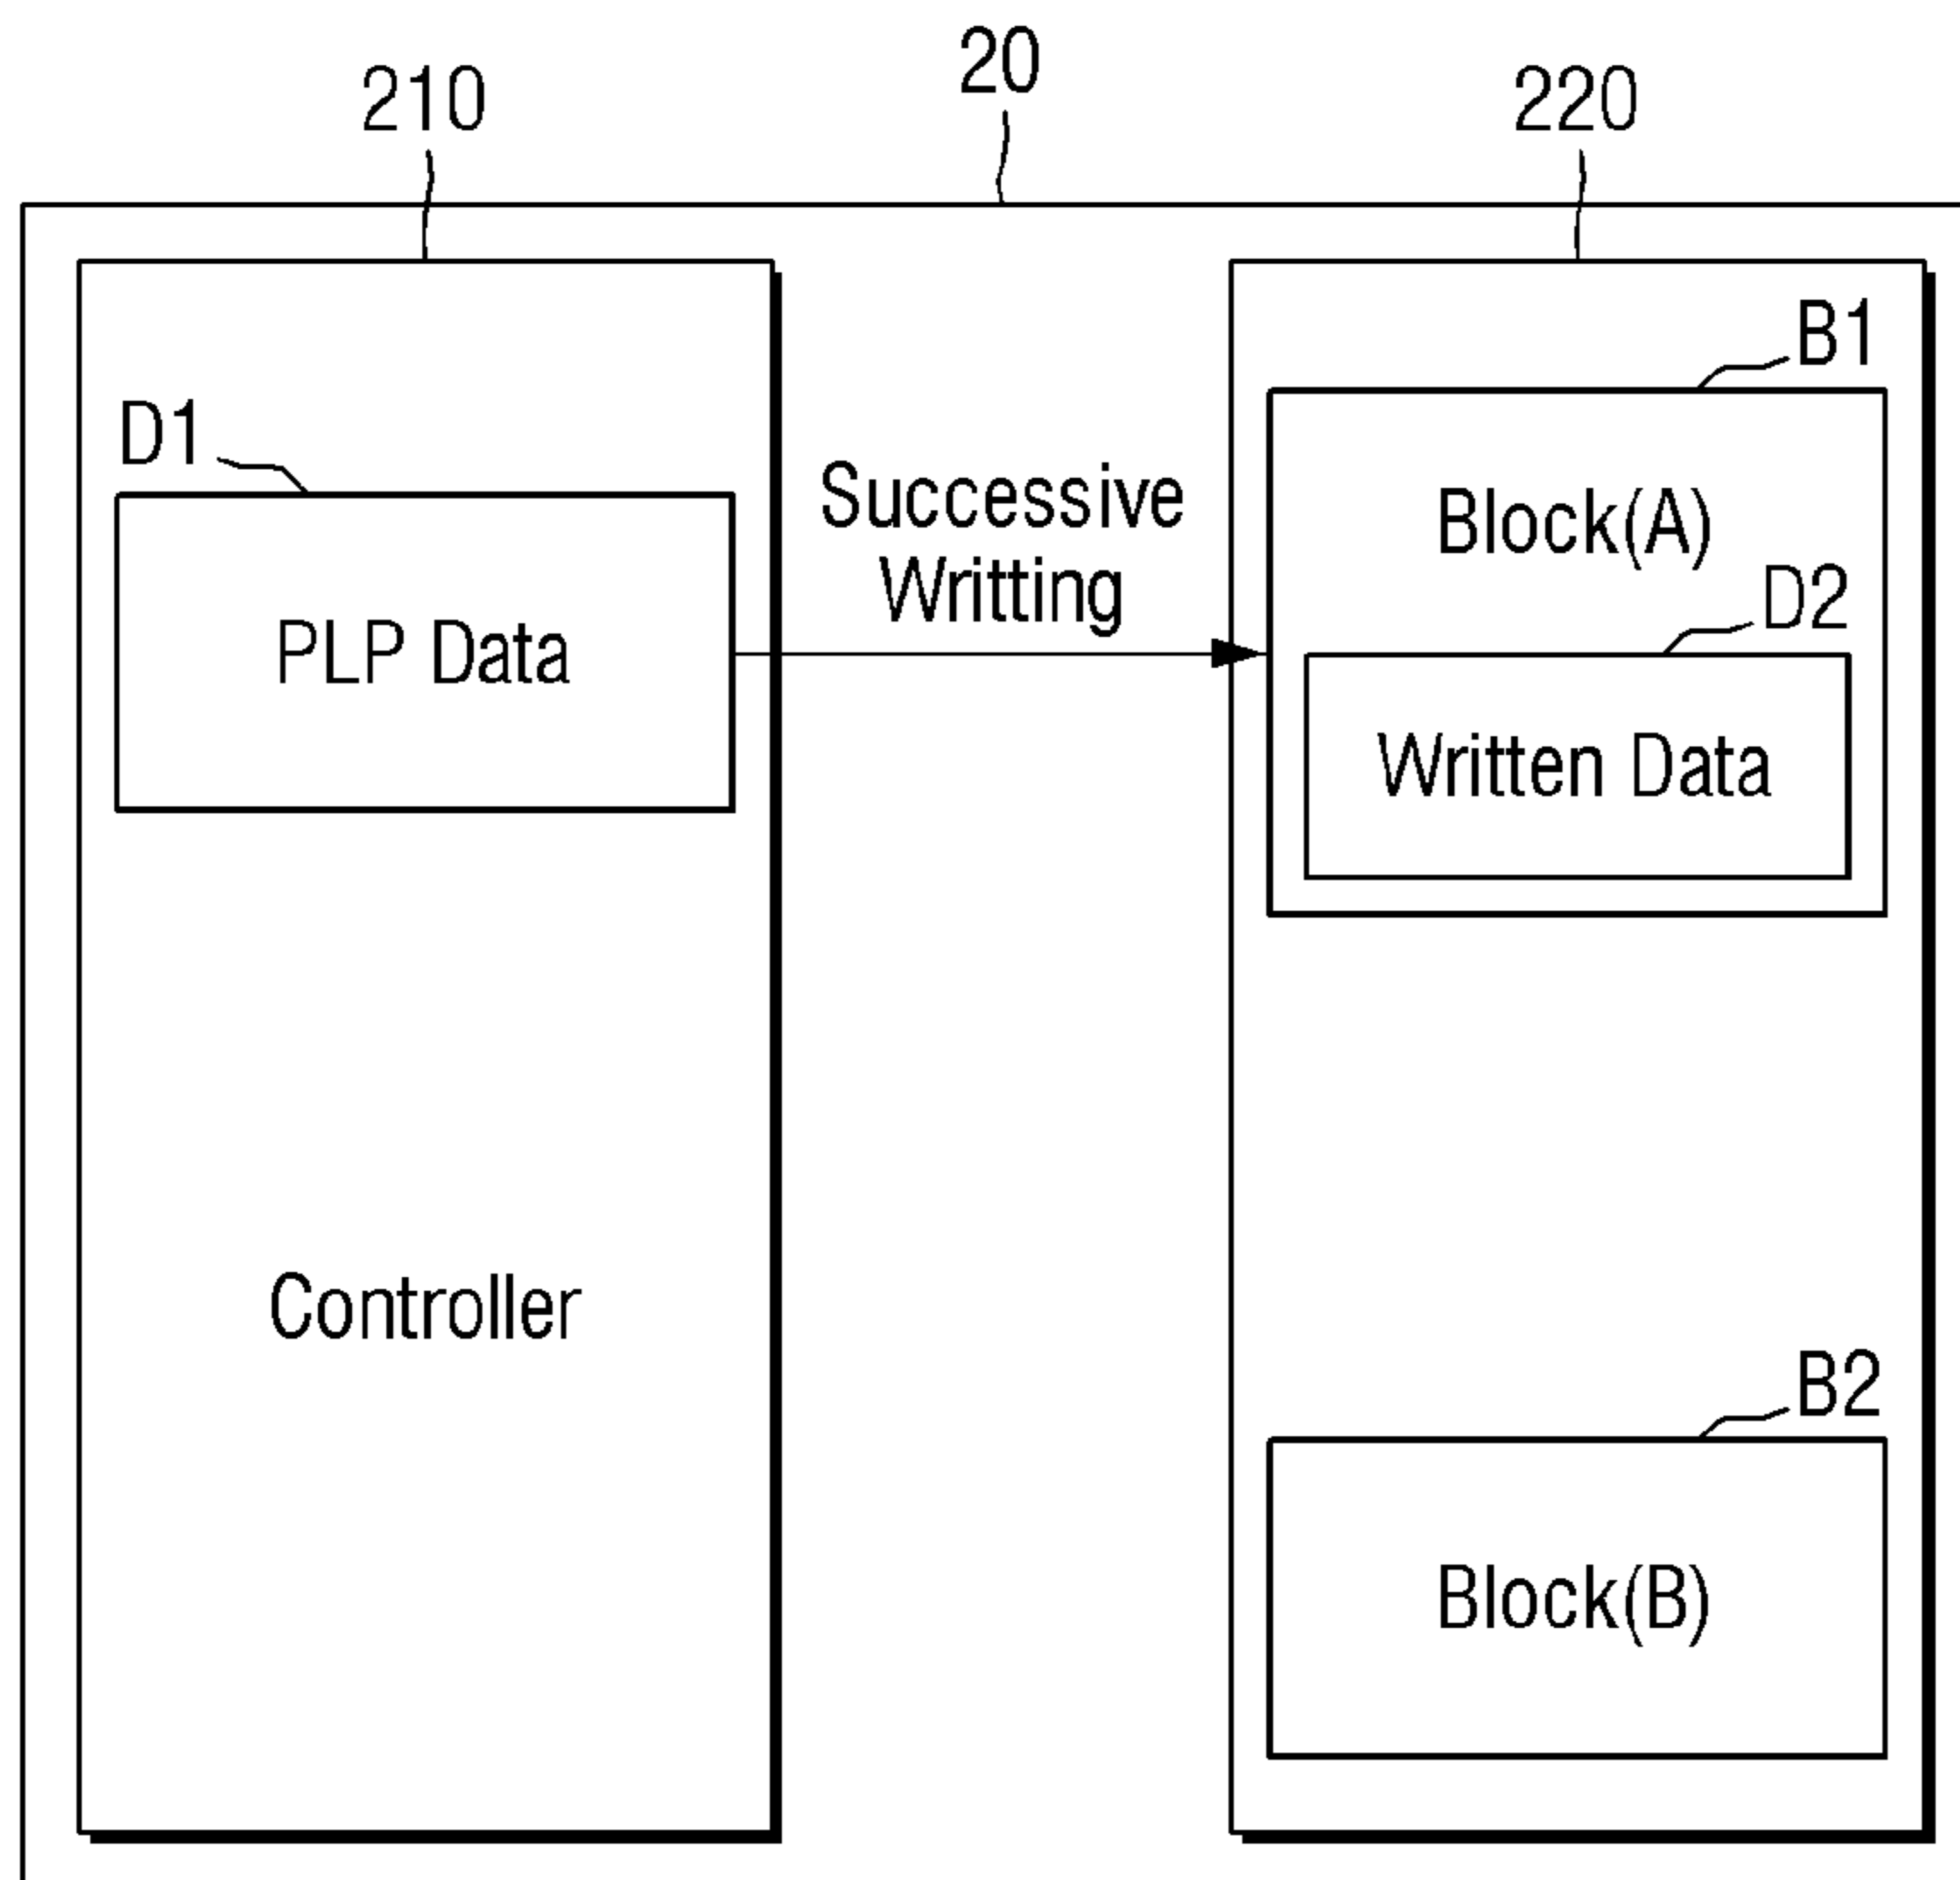 20
210
220
B1
D1
Successive
Writting
Block(A)
D2
PLP Data
Written Data
Controller
B2
Block(B)